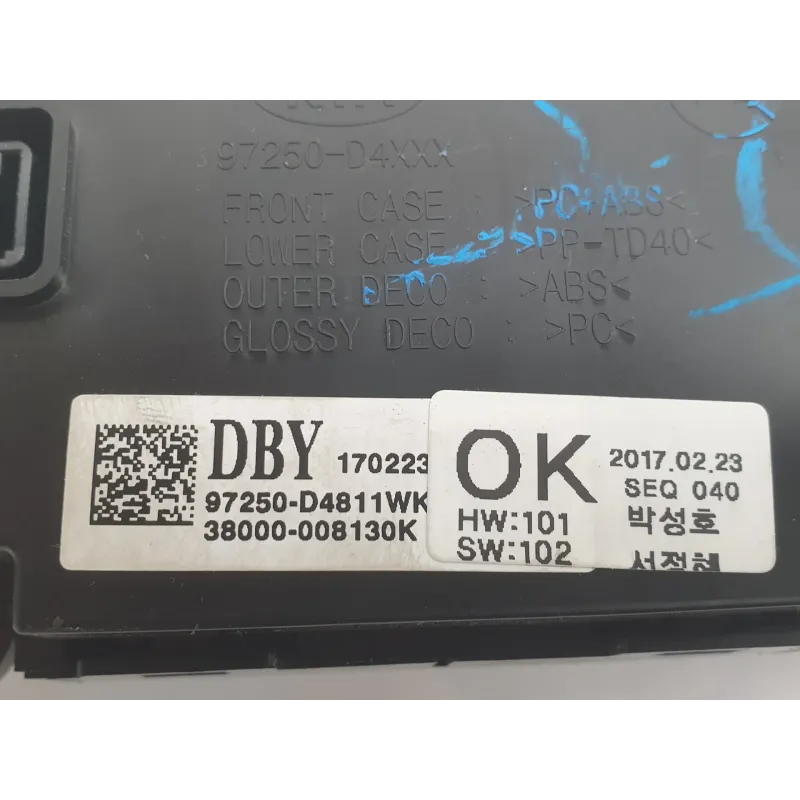 97250-D4XXX
FRONT CASE : >PC+ABS<
LOWER CASE : >PP-TD40<
OUTER DECO : >ABS<
GLOSSY DECO : >PC<
DBY 170223
97250-D4811WK
38000-008130K
OK
HW:101
SW:102
2017.02.23
SEQ 040
박성호